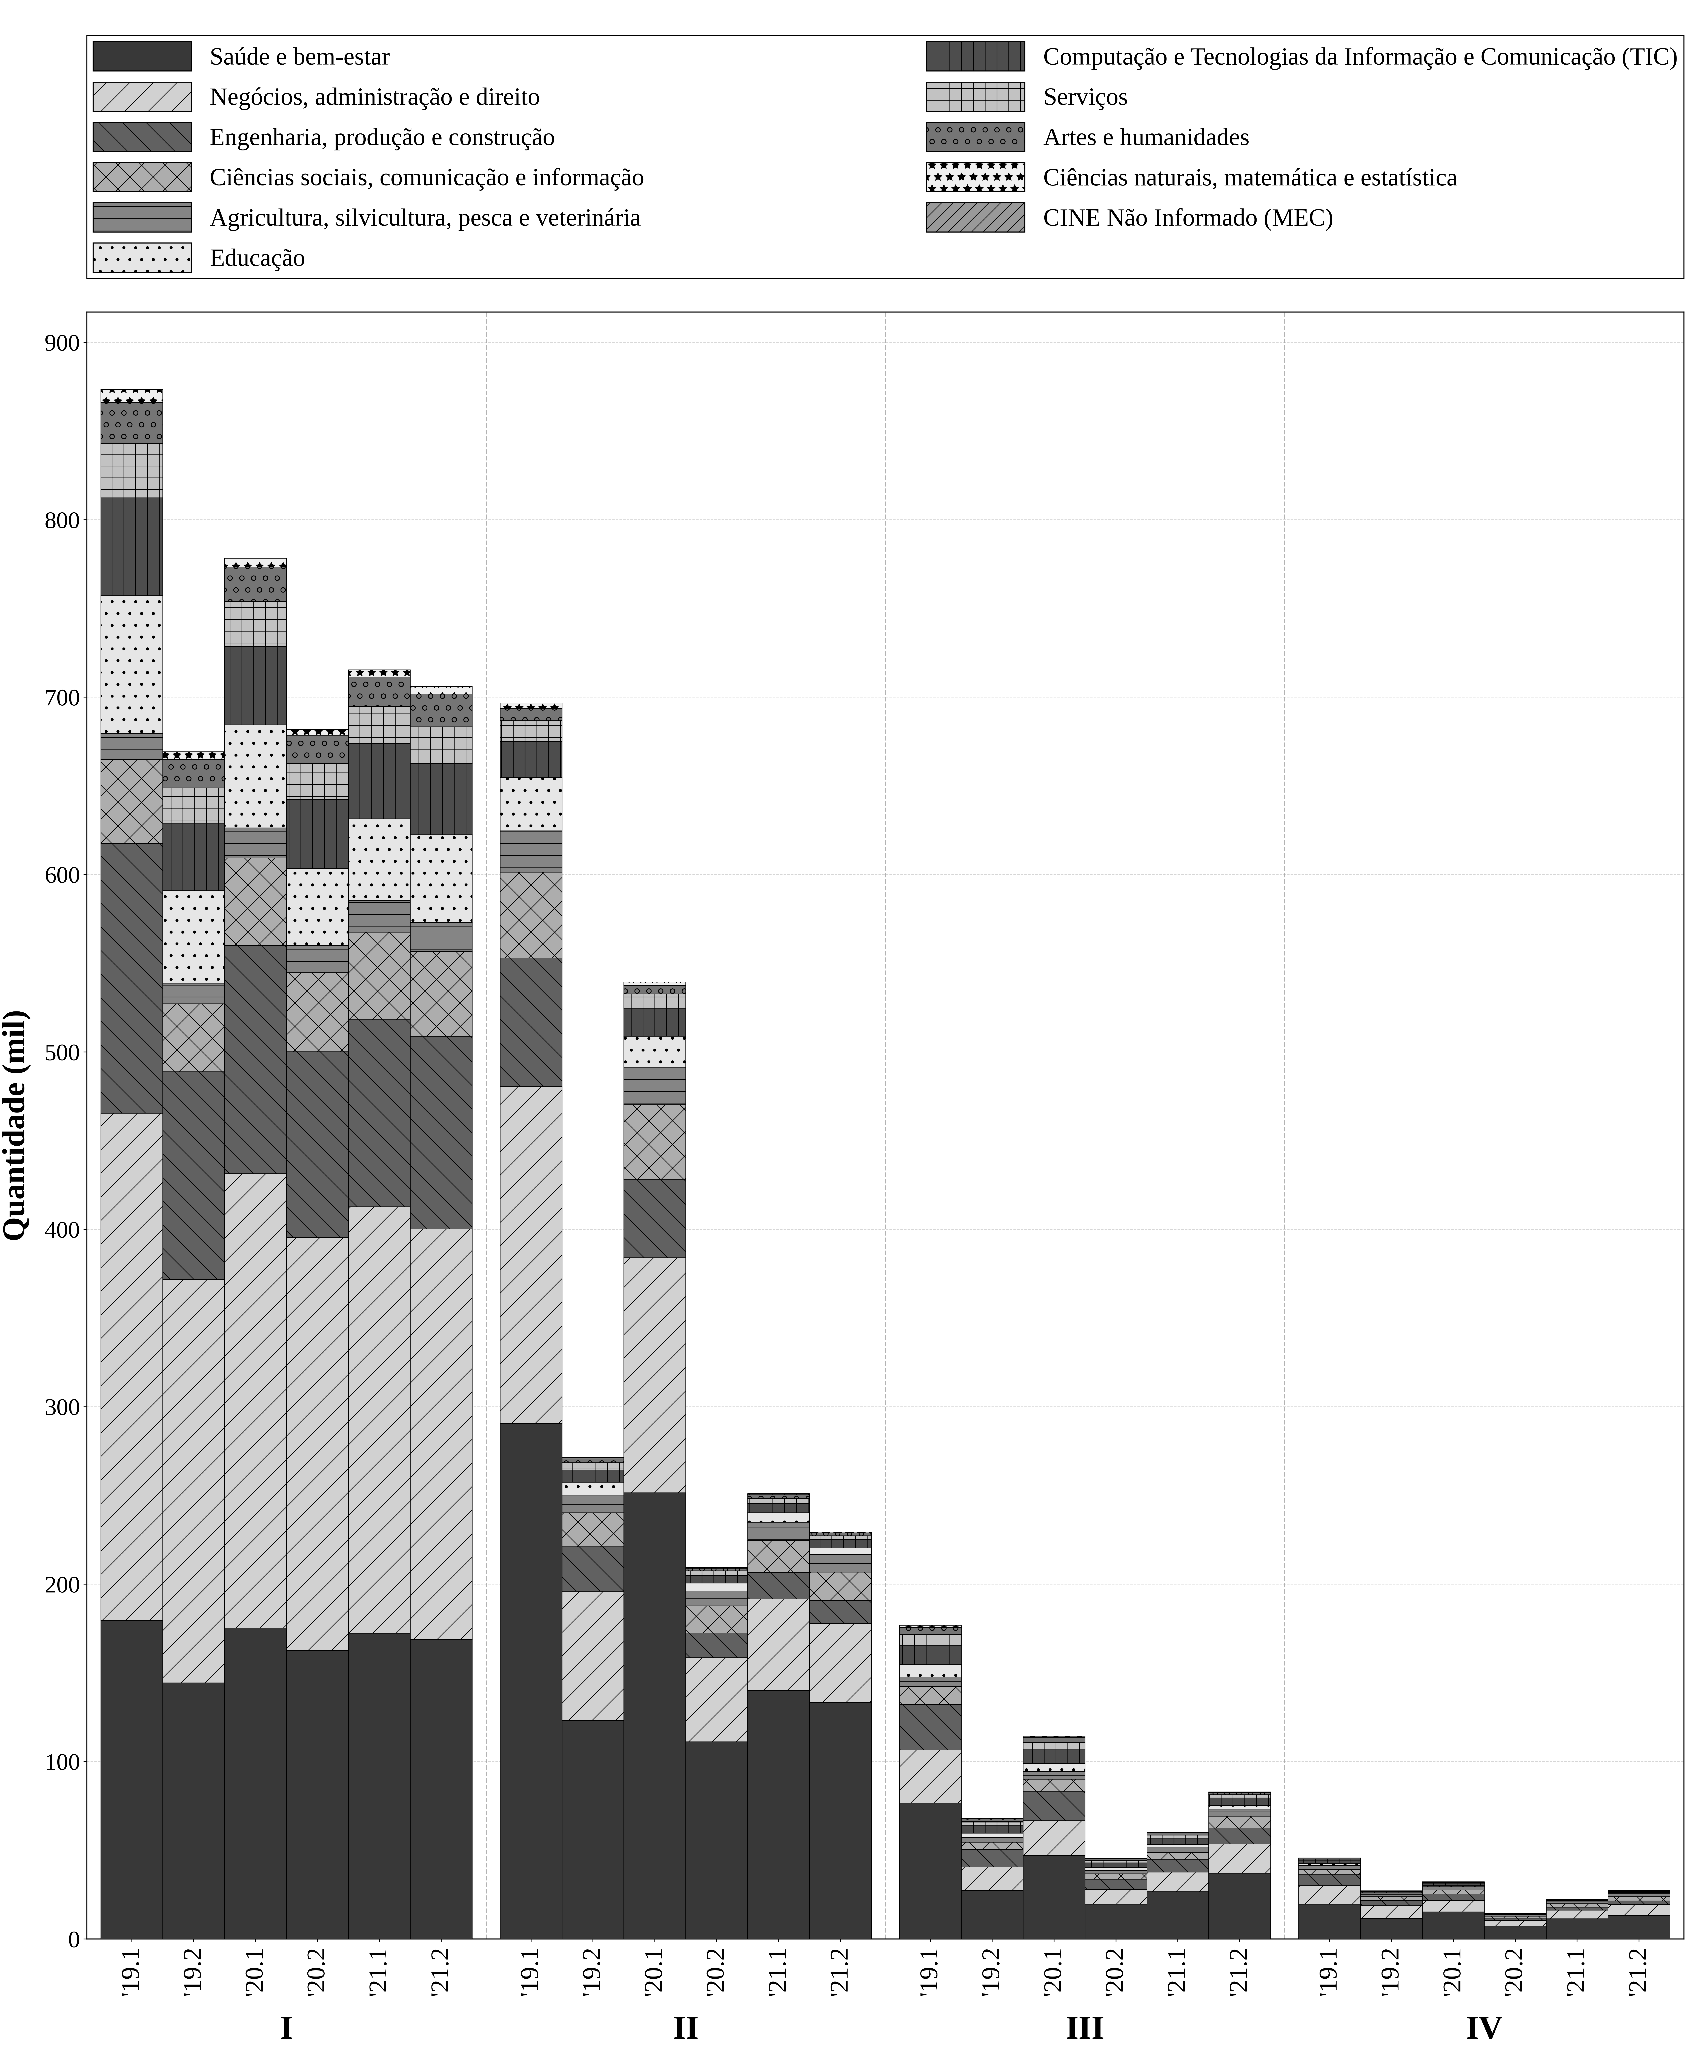 Saúde e bem-estar
Negócios, administração e direito
Engenharia, produção e construção
Ciências sociais, comunicação e informação
Agricultura, silvicultura, pesca e veterinária
Educação
Computação e Tecnologias da Informação e Comunicação (TIC)
Serviços
Artes e humanidades
Ciências naturais, matemática e estatística
CINE Não Informado (MEC)
Quantidade (mil)
900
800
700
600
500
400
300
200
100
0
'19.1 '19.2 '20.1 '20.2 '21.1 '21.2 '19.1 '19.2 '20.1 '20.2 '21.1 '21.2 '19.1 '19.2 '20.1 '20.2 '21.1 '21.2 '19.1 '19.2 '20.1 '20.2 '21.1 '21.2
I II III IV